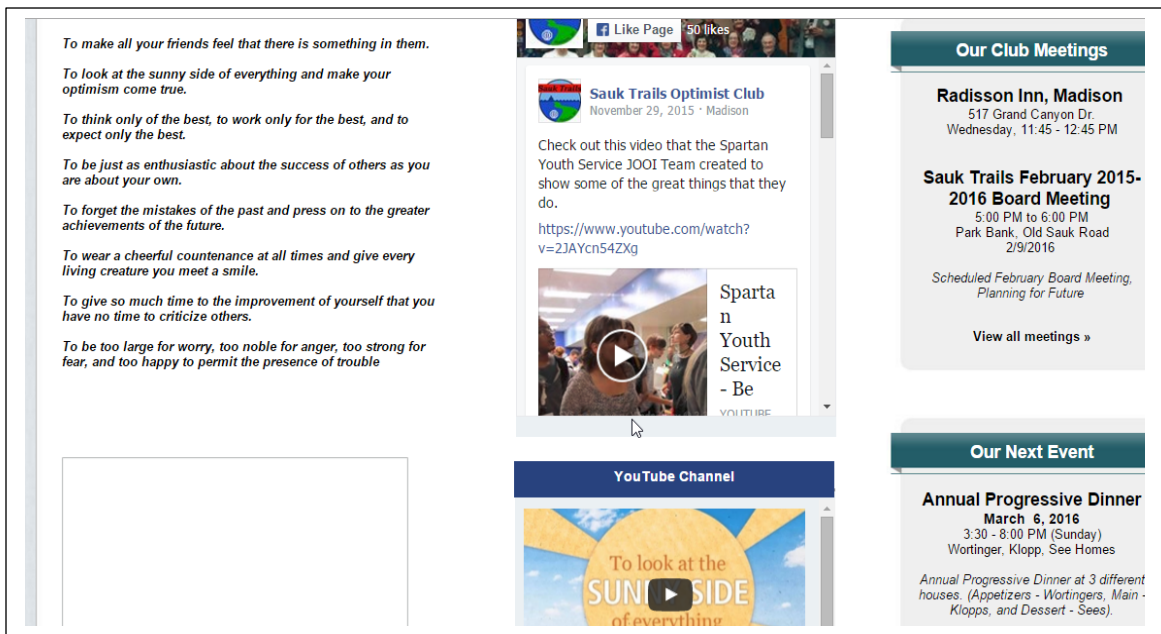 To make all your friends feel that there is something in them.
To look at the sunny side of everything and make your
optimism come true.
To think only of the best, to work only for the best, and to
expect only the best.
To be just as enthusiastic about the success of others as you
are about your own.
To forget the mistakes of the past and press on to the greater
achievements of the future.
To wear a cheerful countenance at all times and give every
living creature you meet a smile.
To give so much time to the improvement of yourself that you
have no time to criticize others.
To be too large for worry, too noble for anger, too strong for
fear, and too happy to permit the presence of trouble
Like Page 50 likes
Sauk Trails
Sauk Trails Optimist Club
November 29, 2015 · Madison
Check out this video that the Spartan
Youth Service JOOI Team created to
show some of the great things that they
do.
https://www.youtube.com/watch?
v=2JAYcn54ZXg
Sparta
n
Youth
Service
- Be
YOUTUBE
YouTube Channel
To look at the
SUNNY SIDE
of everything
Our Club Meetings
Radisson Inn, Madison
517 Grand Canyon Dr.
Wednesday, 11:45 - 12:45 PM
Sauk Trails February 2015-
2016 Board Meeting
5:00 PM to 6:00 PM
Park Bank, Old Sauk Road
2/9/2016
Scheduled February Board Meeting,
Planning for Future
View all meetings »
Our Next Event
Annual Progressive Dinner
March 6, 2016
3:30 - 8:00 PM (Sunday)
Wortinger, Klopp, See Homes
Annual Progressive Dinner at 3 different
houses. (Appetizers - Wortingers, Main -
Klopps, and Dessert - Sees).